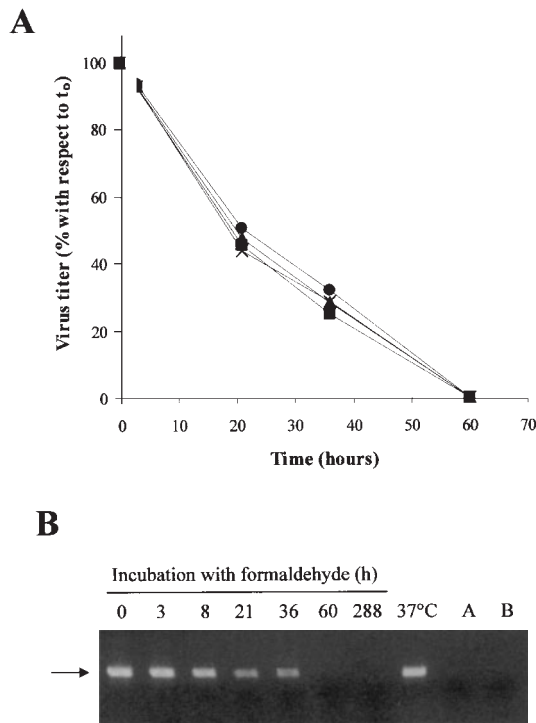 A
Virus titer (% with respect to t₀)
100
80
60
40
20
0
0 10 20 30 40 50 60 70
Time (hours)
B
Incubation with formaldehyde (h)
0 3 8 21 36 60 288 37°C A B